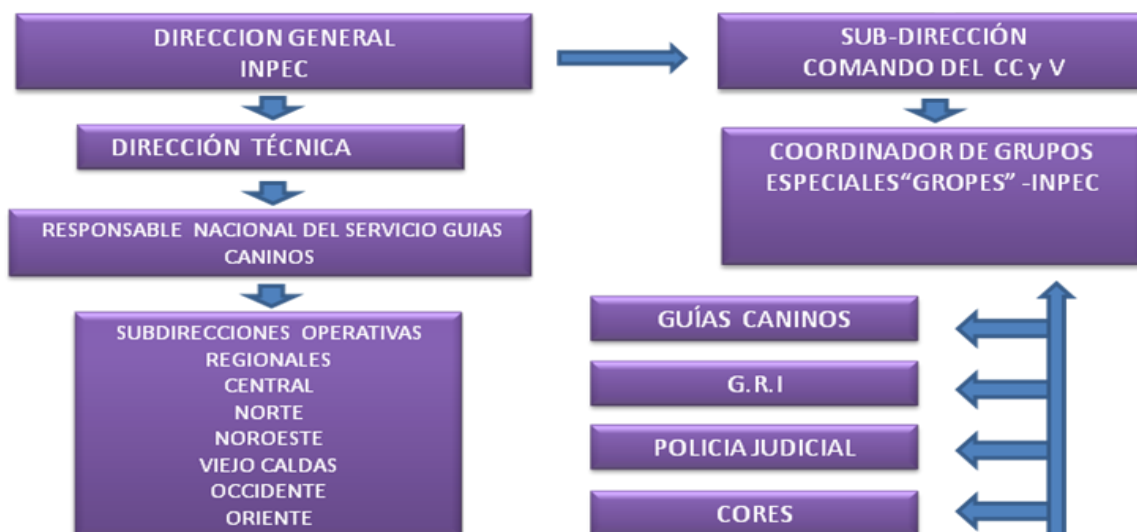 DIRECCION GENERAL
INPEC
DIRECCIÓN TÉCNICA
RESPONSABLE NACIONAL DEL SERVICIO GUIAS
CANINOS
SUBDIRECCIONES OPERATIVAS
REGIONALES
CENTRAL
NORTE
NOROESTE
VIEJO CALDAS
OCCIDENTE
ORIENTE
SUB-DIRECCIÓN
COMANDO DEL CC y V
COORDINADOR DE GRUPOS
ESPECIALES“GROPES” -INPEC
GUÍAS CANINOS
G.R.I
POLICIA JUDICIAL
CORES